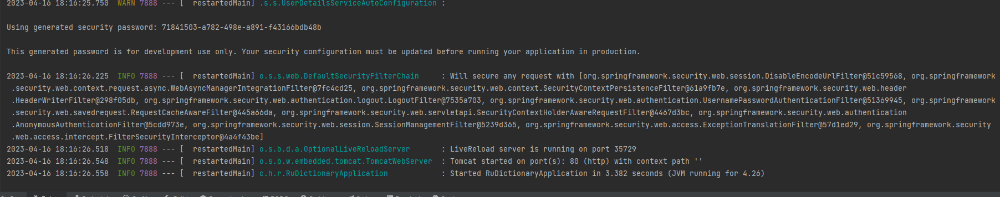 2023-04-16 18:16:25.750  WARN 7888 --- [  restartedMain] .s.s.UserDetailsServiceAutoConfiguration :
Using generated security password: 71841503-a782-498e-a891-f43166bdb48b
This generated password is for development use only. Your security configuration must be updated before running your application in production.
2023-04-16 18:16:26.225  INFO 7888 --- [  restartedMain] o.s.s.web.DefaultSecurityFilterChain     : Will secure any request with [org.springframework.security.web.session.DisableEncodeUrlFilter@51c59568, org.springframework
.security.web.context.request.async.WebAsyncManagerIntegrationFilter@7fc4cd25, org.springframework.security.web.context.SecurityContextPersistenceFilter@61a9fb7e, org.springframework.security.web.header
.HeaderWriterFilter@298f05db, org.springframework.security.web.authentication.logout.LogoutFilter@7535a703, org.springframework.security.web.authentication.UsernamePasswordAuthenticationFilter@51369945, org.springframework
.security.web.savedrequest.RequestCacheAwareFilter@445a66da, org.springframework.security.web.servletapi.SecurityContextHolderAwareRequestFilter@4467d3bc, org.springframework.security.web.authentication
.AnonymousAuthenticationFilter@5cdd973e, org.springframework.security.web.session.SessionManagementFilter@5239d365, org.springframework.security.web.access.ExceptionTranslationFilter@57d1ed29, org.springframework.security
.web.access.intercept.FilterSecurityInterceptor@4a4f43be]
2023-04-16 18:16:26.518  INFO 7888 --- [  restartedMain] o.s.b.d.a.OptionalLiveReloadServer       : LiveReload server is running on port 35729
2023-04-16 18:16:26.548  INFO 7888 --- [  restartedMain] o.s.b.w.embedded.tomcat.TomcatWebServer  : Tomcat started on port(s): 80 (http) with context path ''
2023-04-16 18:16:26.558  INFO 7888 --- [  restartedMain] c.h.r.RuDictionaryApplication            : Started RuDictionaryApplication in 3.382 seconds (JVM running for 4.26)